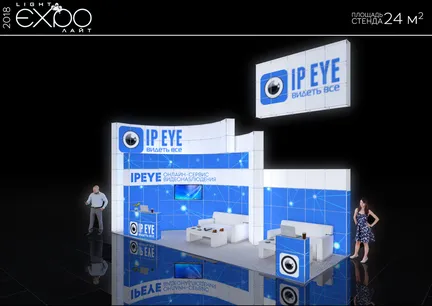 2018
LIGHT
EXPO
ЛАЙТ
ПЛОЩАДЬ
СТЕНДА 24 м²
IP EYE
видеть все
IP EYE
видеть все
IPEYE ОНЛАЙН-СЕРВИС
ВИДЕОНАБЛЮДЕНИЯ
IP EYE